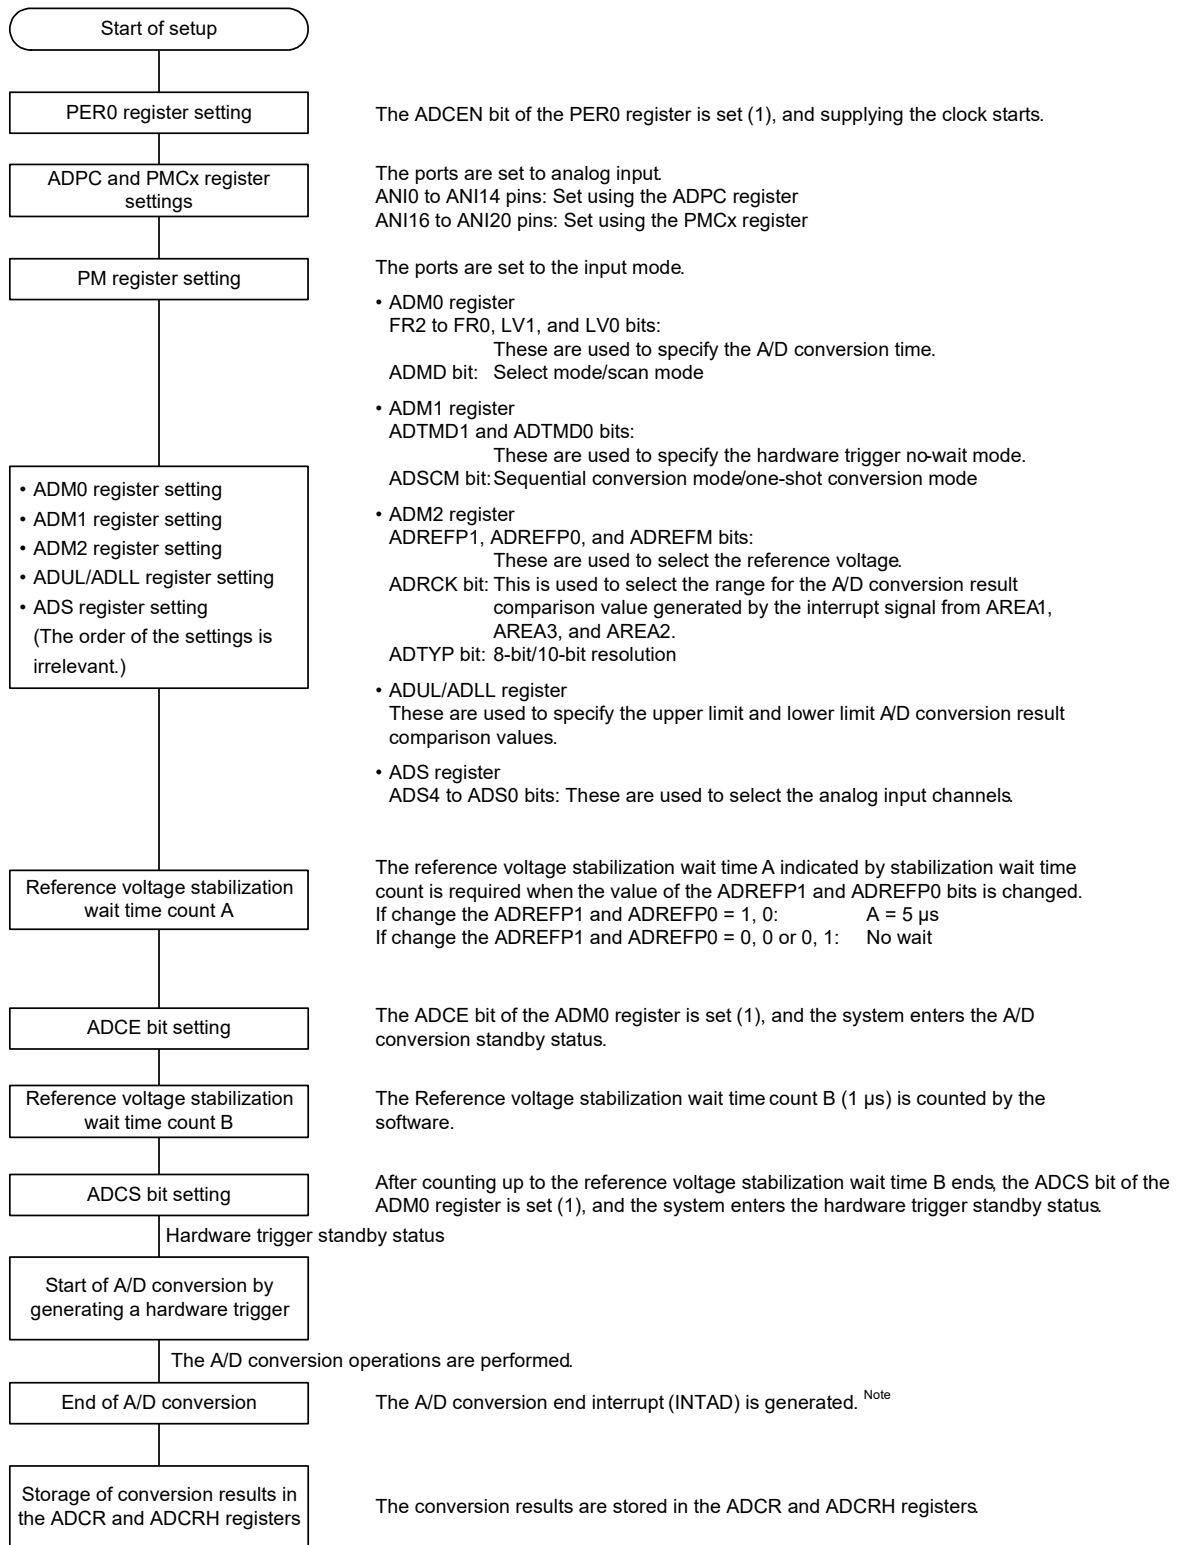 Start of setup
PER0 register setting
The ADCEN bit of the PER0 register is set (1), and supplying the clock starts.
ADPC and PMCx register
settings
The ports are set to analog input.
ANI0 to ANI14 pins: Set using the ADPC register
ANI16 to ANI20 pins: Set using the PMCx register
PM register setting
The ports are set to the input mode.
• ADM0 register setting
• ADM1 register setting
• ADM2 register setting
• ADUL/ADLL register setting
• ADS register setting
(The order of the settings is
irrelevant.)
• ADM0 register
FR2 to FR0, LV1, and LV0 bits:
These are used to specify the A/D conversion time.
ADMD bit: Select mode/scan mode
• ADM1 register
ADTMD1 and ADTMD0 bits:
These are used to specify the hardware trigger no-wait mode.
ADSCM bit: Sequential conversion mode/one-shot conversion mode
• ADM2 register
ADREFP1, ADREFP0, and ADREFM bits:
These are used to select the reference voltage.
ADRCK bit: This is used to select the range for the A/D conversion result
comparison value generated by the interrupt signal from AREA1,
AREA3, and AREA2.
ADTYP bit: 8-bit/10-bit resolution
• ADUL/ADLL register
These are used to specify the upper limit and lower limit A/D conversion result
comparison values.
• ADS register
ADS4 to ADS0 bits: These are used to select the analog input channels.
Reference voltage stabilization
wait time count A
The reference voltage stabilization wait time A indicated by stabilization wait time
count is required when the value of the ADREFP1 and ADREFP0 bits is changed.
If change the ADREFP1 and ADREFP0 = 1, 0: A = 5 µs
If change the ADREFP1 and ADREFP0 = 0, 0 or 0, 1: No wait
ADCE bit setting
The ADCE bit of the ADM0 register is set (1), and the system enters the A/D
conversion standby status.
Reference voltage stabilization
wait time count B
The Reference voltage stabilization wait time count B (1 µs) is counted by the
software.
ADCS bit setting
After counting up to the reference voltage stabilization wait time B ends, the ADCS bit of the
ADM0 register is set (1), and the system enters the hardware trigger standby status.
Hardware trigger standby status
Start of A/D conversion by
generating a hardware trigger
The A/D conversion operations are performed.
End of A/D conversion
The A/D conversion end interrupt (INTAD) is generated. Note
Storage of conversion results in
the ADCR and ADCRH registers
The conversion results are stored in the ADCR and ADCRH registers.